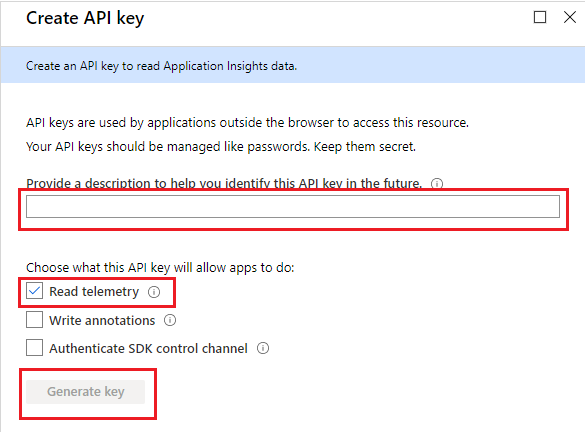 Create API key
Create an API key to read Application Insights data.
API keys are used by applications outside the browser to access this resource.
Your API keys should be managed like passwords. Keep them secret.
Provide a description to help you identify this API key in the future.
Choose what this API key will allow apps to do:
Read telemetry
Write annotations
Authenticate SDK control channel
Generate key